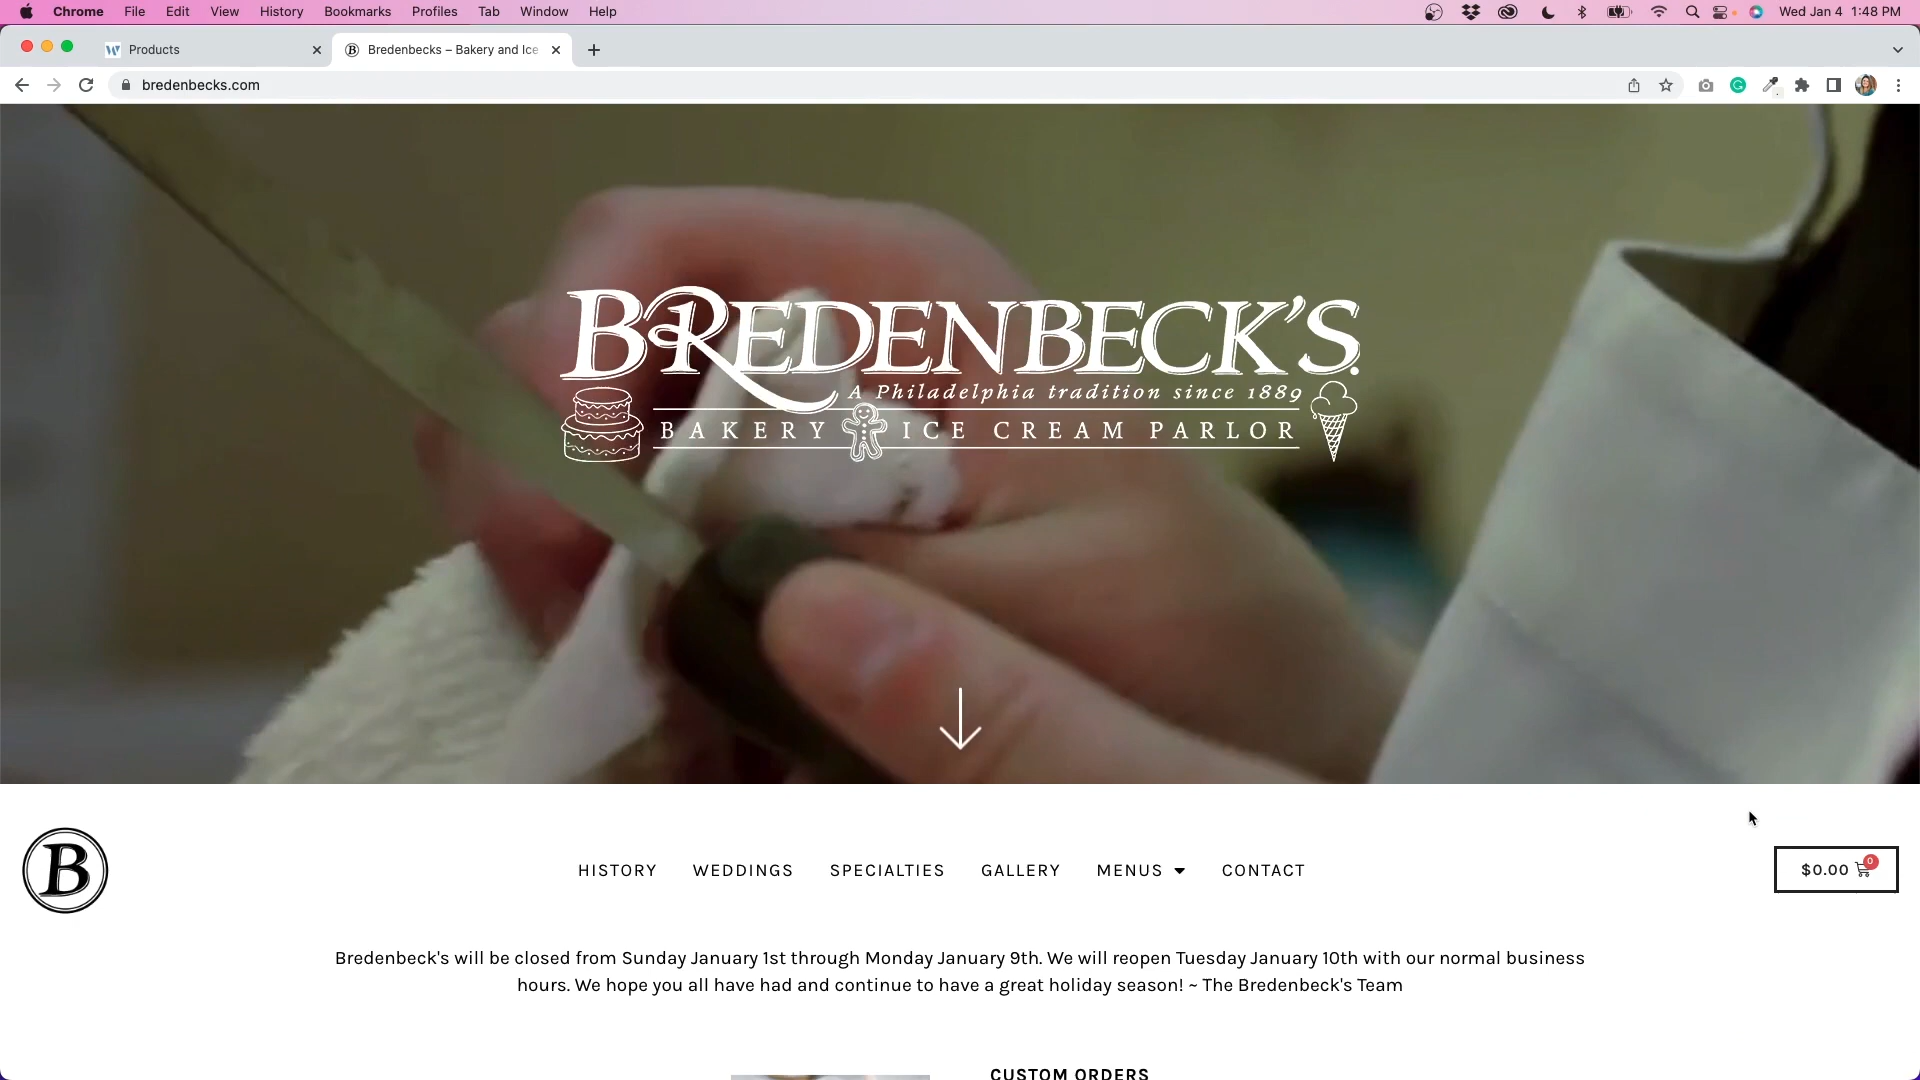 Chrome File Edit View History Bookmarks Profiles Tab Window Help Wed Jan 4 1:48 PM
Products Bredenbecks – Bakery and Ice
bredenbecks.com
BREDENBECK'S.
A Philadelphia tradition since 1889
BAKERY ICE CREAM PARLOR
B
HISTORY WEDDINGS SPECIALTIES GALLERY MENUS CONTACT
$0.00 0
Bredenbeck's will be closed from Sunday January 1st through Monday January 9th. We will reopen Tuesday January 10th with our normal business
hours. We hope you all have had and continue to have a great holiday season! ~ The Bredenbeck's Team
CUSTOM ORDERS